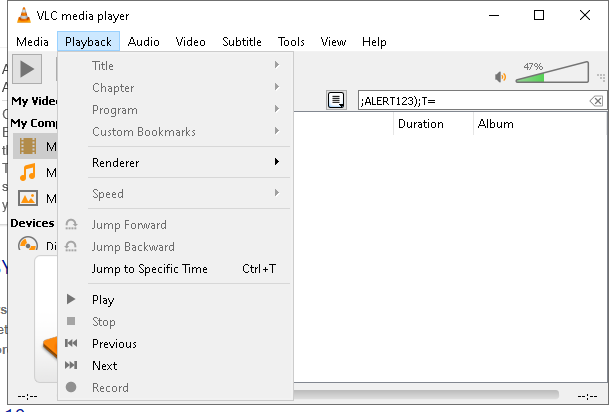 VLC media player
Media Playback Audio Video Subtitle Tools View Help
47%
;ALERT123);T=
Duration Album
My Vide
My Comp
M
M
M
Devices
Di
Title
Chapter
Program
Custom Bookmarks
Renderer
Speed
Jump Forward
Jump Backward
Jump to Specific Time Ctrl+T
Play
Stop
Previous
Next
Record
--:-- --:--